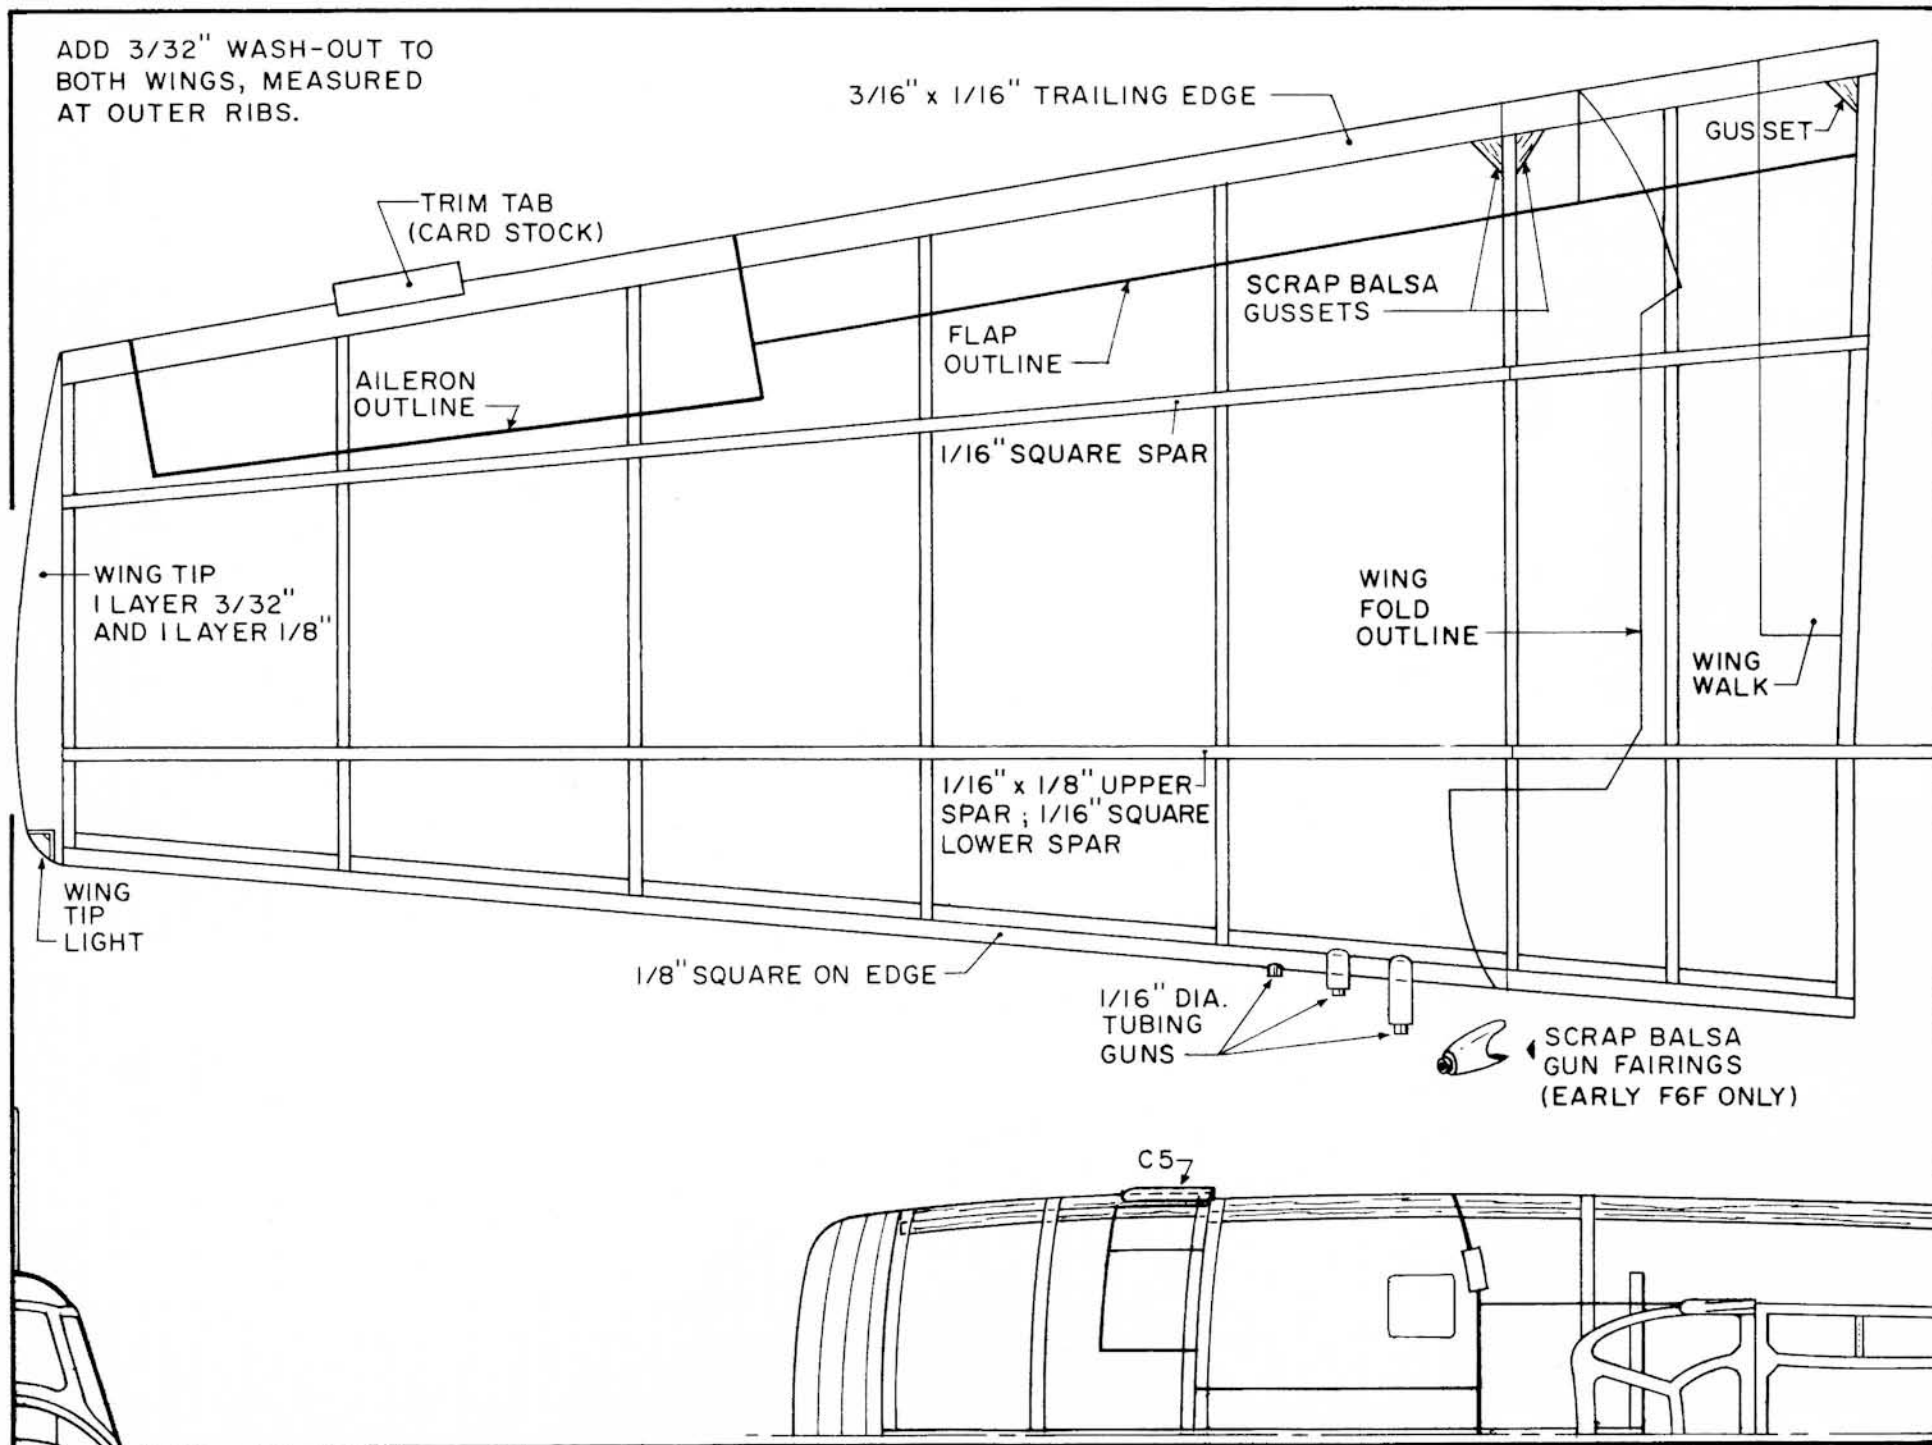 ADD 3/32" WASH-OUT TO
BOTH WINGS, MEASURED
AT OUTER RIBS.
3/16" x 1/16" TRAILING EDGE
GUSSET
TRIM TAB
(CARD STOCK)
SCRAP BALSA
GUSSETS
FLAP
OUTLINE
AILERON
OUTLINE
1/16" SQUARE SPAR
WING TIP
1 LAYER 3/32"
AND 1 LAYER 1/8"
WING
FOLD
OUTLINE
WING
WALK
1/16" x 1/8" UPPER
SPAR ; 1/16" SQUARE
LOWER SPAR
WING
TIP
LIGHT
1/8" SQUARE ON EDGE
1/16" DIA.
TUBING
GUNS
SCRAP BALSA
GUN FAIRINGS
(EARLY F6F ONLY)
C5